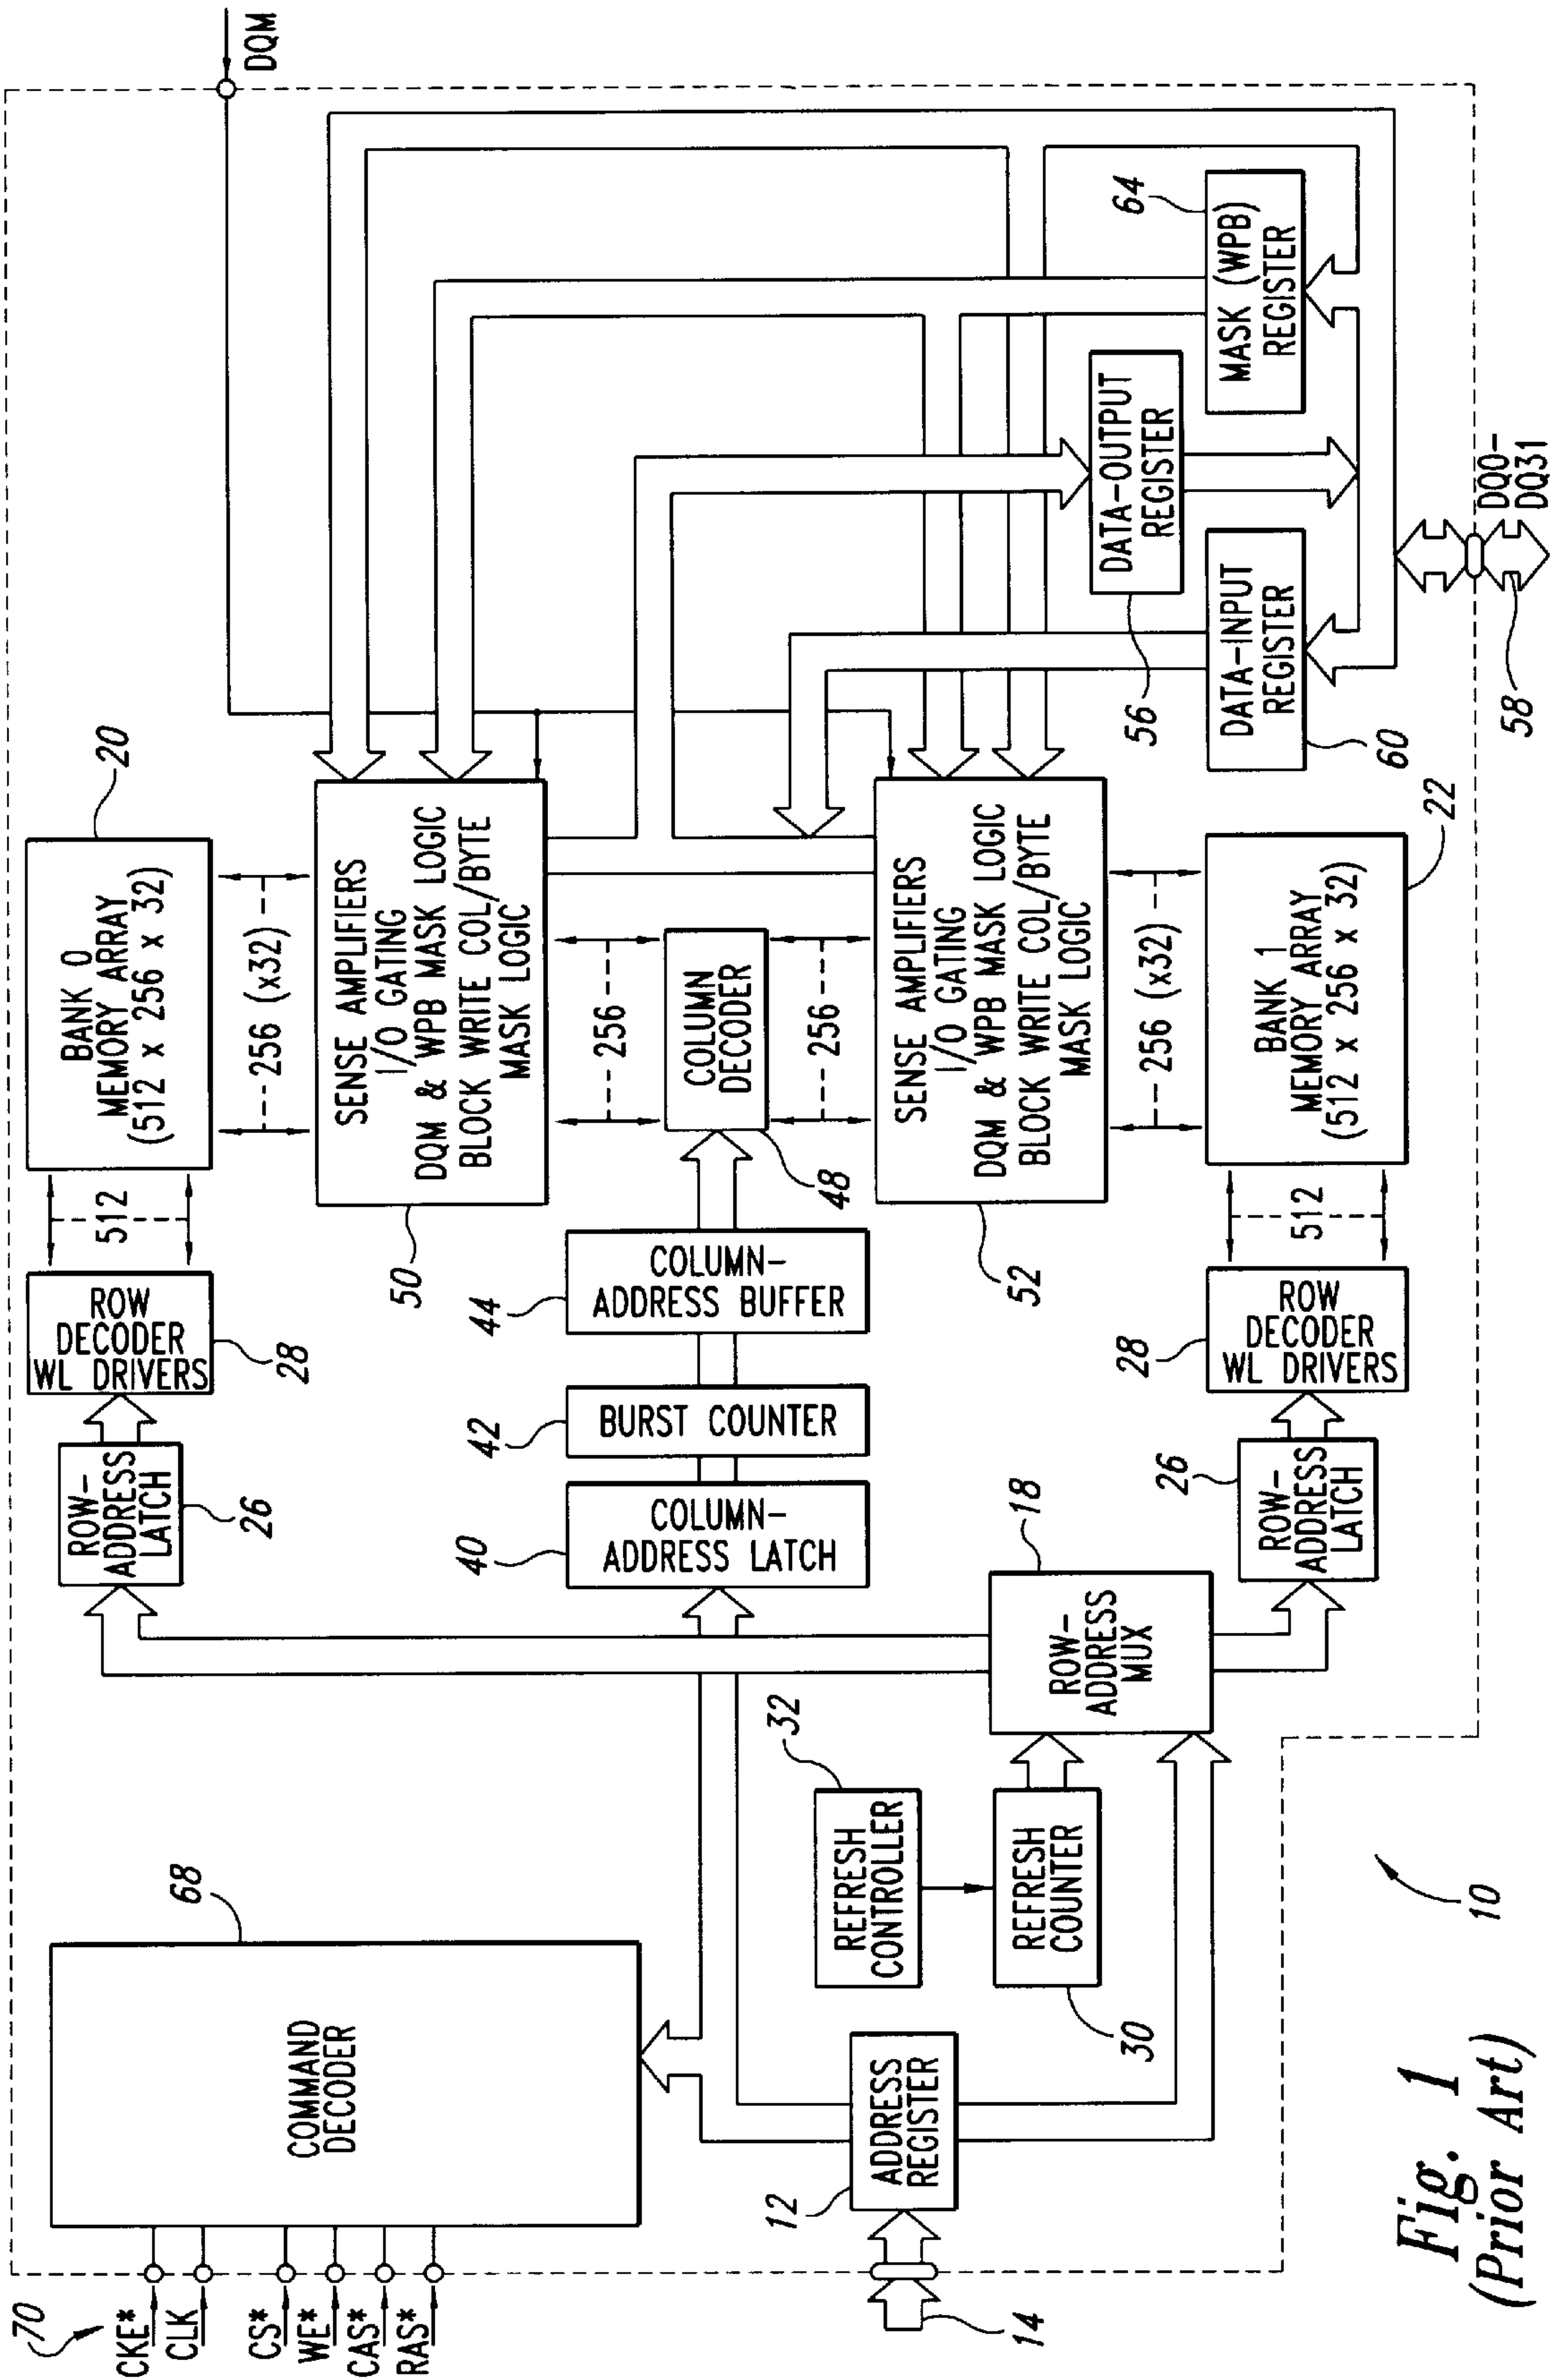 70
CKE*
CLK
CS*
WE*
CAS*
RAS*
COMMAND
DECODER
68
14
12
ADDRESS
REGISTER
REFRESH
CONTROLLER
32
REFRESH
COUNTER
30
ROW-
ADDRESS
MUX
18
ROW-
ADDRESS
LATCH
26
ROW
DECODER
WL DRIVERS
28
512
BANK 0
MEMORY ARRAY
(512 x 256 x 32)
20
256 (x32)
SENSE AMPLIFIERS
I/O GATING
DQM & WPB MASK LOGIC
BLOCK WRITE COL/BYTE
MASK LOGIC
50
256
COLUMN-
ADDRESS LATCH
40
BURST COUNTER
42
COLUMN-
ADDRESS BUFFER
44
COLUMN
DECODER
48
256
SENSE AMPLIFIERS
I/O GATING
DQM & WPB MASK LOGIC
BLOCK WRITE COL/BYTE
MASK LOGIC
52
256 (x32)
ROW-
ADDRESS
LATCH
26
ROW
DECODER
WL DRIVERS
28
512
BANK 1
MEMORY ARRAY
(512 x 256 x 32)
22
DQM
DATA-OUTPUT
REGISTER
56
DATA-INPUT
REGISTER
60
MASK (WPB)
REGISTER
64
DQ0-
DQ31
58
10
Fig. 1
(Prior Art)